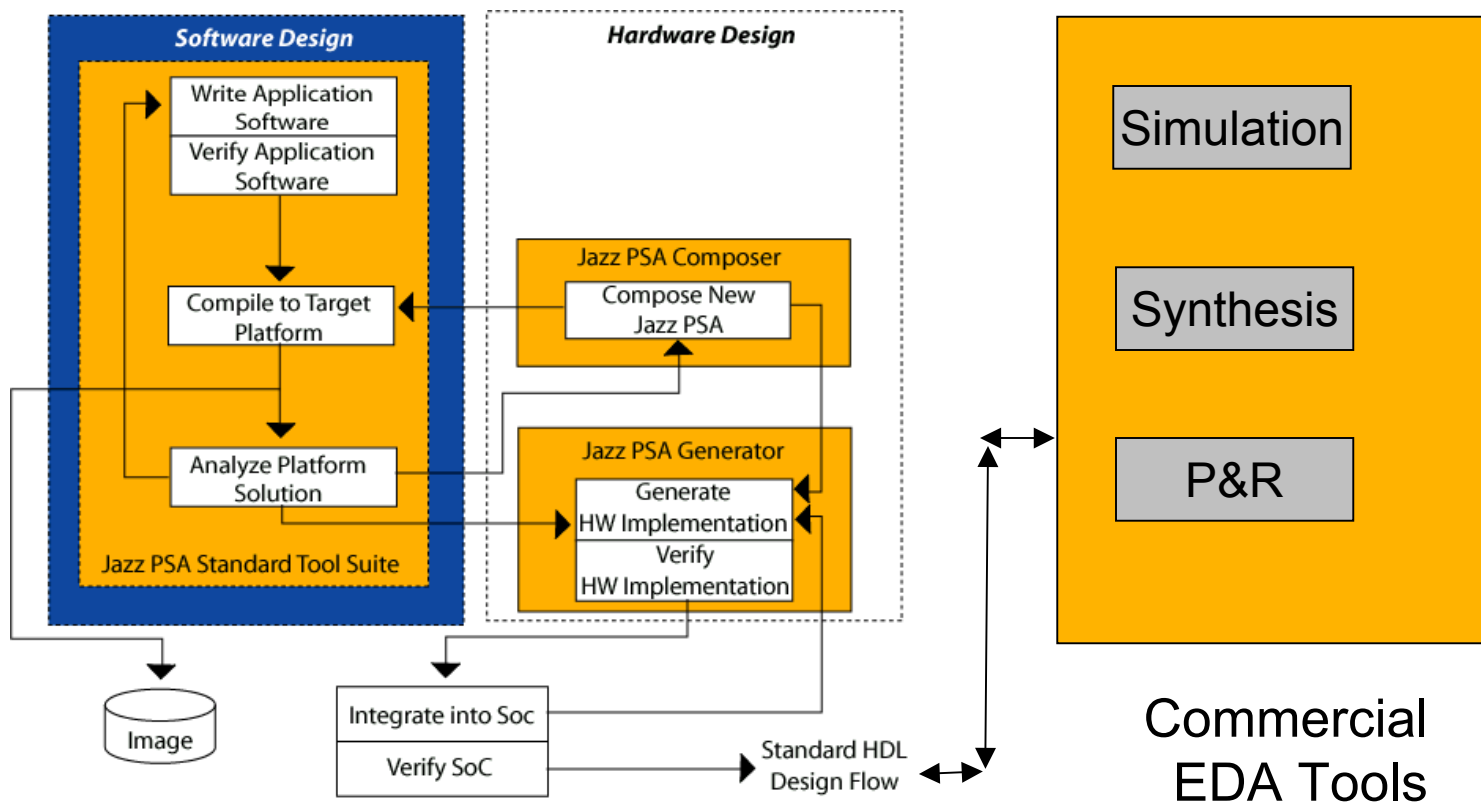 Software Design
Write Application
Software
Verify Application
Software
Compile to Target
Platform
Analyze Platform
Solution
Jazz PSA Standard Tool Suite
Image
Hardware Design
Jazz PSA Composer
Compose New
Jazz PSA
Jazz PSA Generator
Generate
HW Implementation
Verify
HW Implementation
Integrate into Soc
Verify SoC
Standard HDL
Design Flow
Simulation
Synthesis
P&R
Commercial
EDA Tools